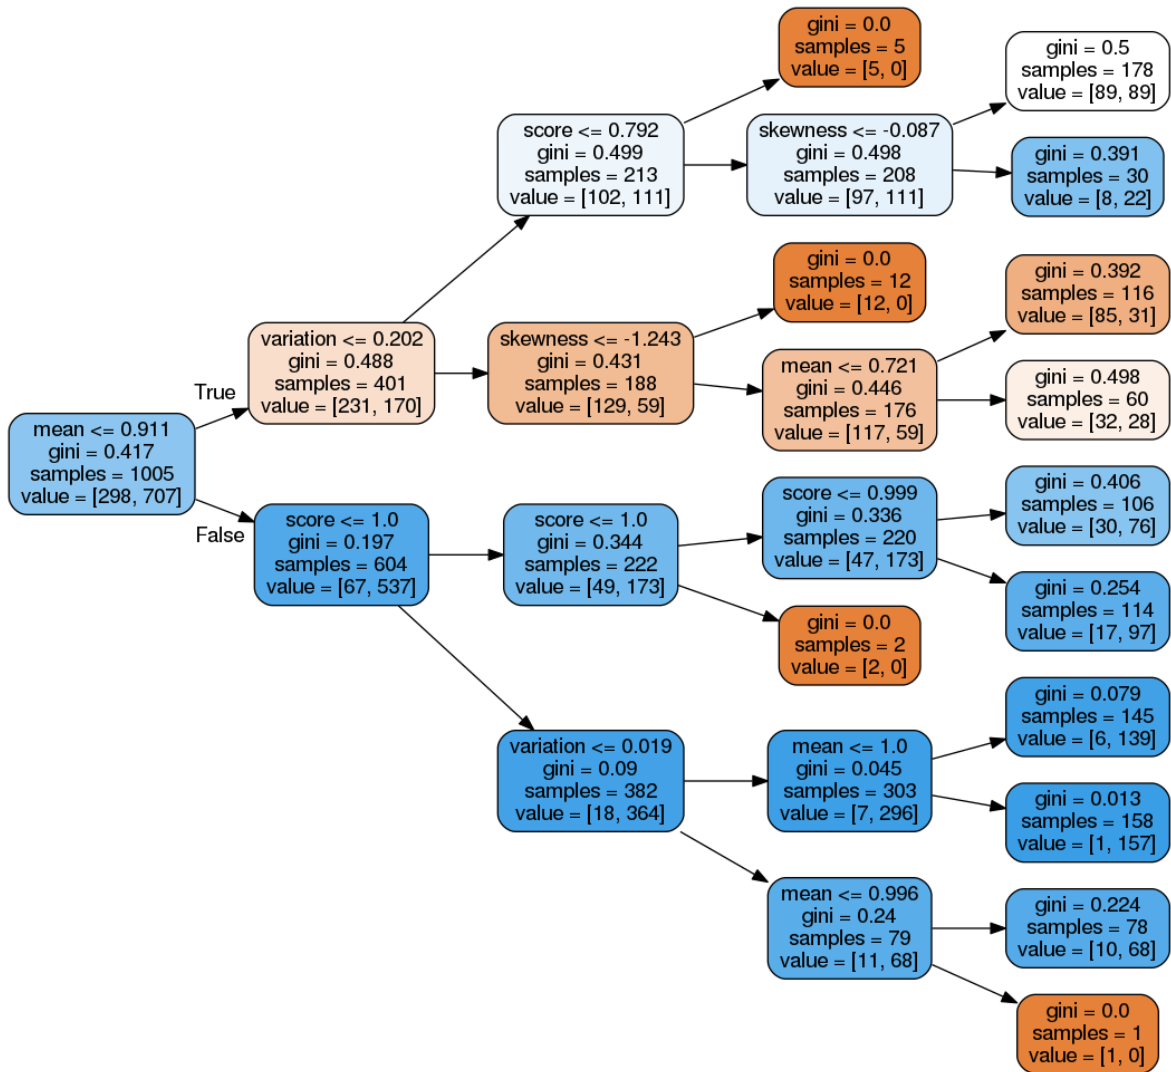 mean <= 0.911
gini = 0.417
samples = 1005
value = [298, 707]
True
False
variation <= 0.202
gini = 0.488
samples = 401
value = [231, 170]
score <= 1.0
gini = 0.197
samples = 604
value = [67, 537]
score <= 0.792
gini = 0.499
samples = 213
value = [102, 111]
skewness <= -1.243
gini = 0.431
samples = 188
value = [129, 59]
score <= 1.0
gini = 0.344
samples = 222
value = [49, 173]
variation <= 0.019
gini = 0.09
samples = 382
value = [18, 364]
gini = 0.0
samples = 5
value = [5, 0]
skewness <= -0.087
gini = 0.498
samples = 208
value = [97, 111]
gini = 0.0
samples = 12
value = [12, 0]
mean <= 0.721
gini = 0.446
samples = 176
value = [117, 59]
score <= 0.999
gini = 0.336
samples = 220
value = [47, 173]
gini = 0.0
samples = 2
value = [2, 0]
mean <= 1.0
gini = 0.045
samples = 303
value = [7, 296]
mean <= 0.996
gini = 0.24
samples = 79
value = [11, 68]
gini = 0.5
samples = 178
value = [89, 89]
gini = 0.391
samples = 30
value = [8, 22]
gini = 0.392
samples = 116
value = [85, 31]
gini = 0.498
samples = 60
value = [32, 28]
gini = 0.406
samples = 106
value = [30, 76]
gini = 0.254
samples = 114
value = [17, 97]
gini = 0.079
samples = 145
value = [6, 139]
gini = 0.013
samples = 158
value = [1, 157]
gini = 0.224
samples = 78
value = [10, 68]
gini = 0.0
samples = 1
value = [1, 0]